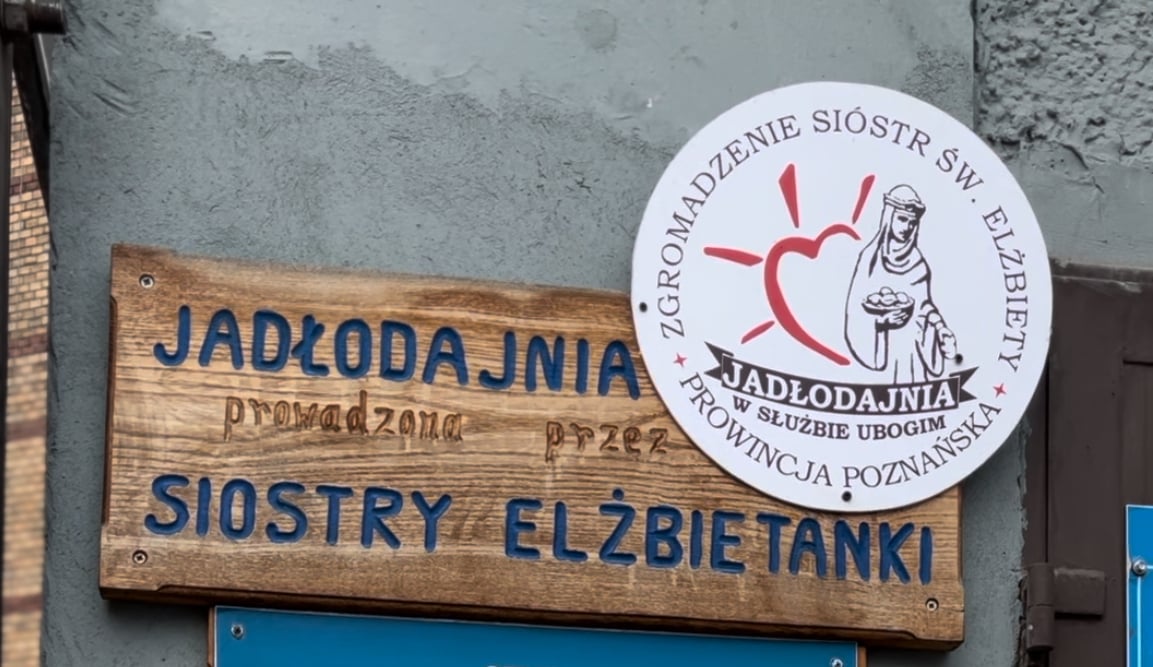 JADŁODAJNIA
prowadzona przez
SIOSTRY ELŻBIETANKI
ZGROMADZENIE SIÓSTR ŚW. ELŻBIETY
JADŁODAJNIA
W SŁUŻBIE UBOGIM
PROWINCJA POZNAŃSKA